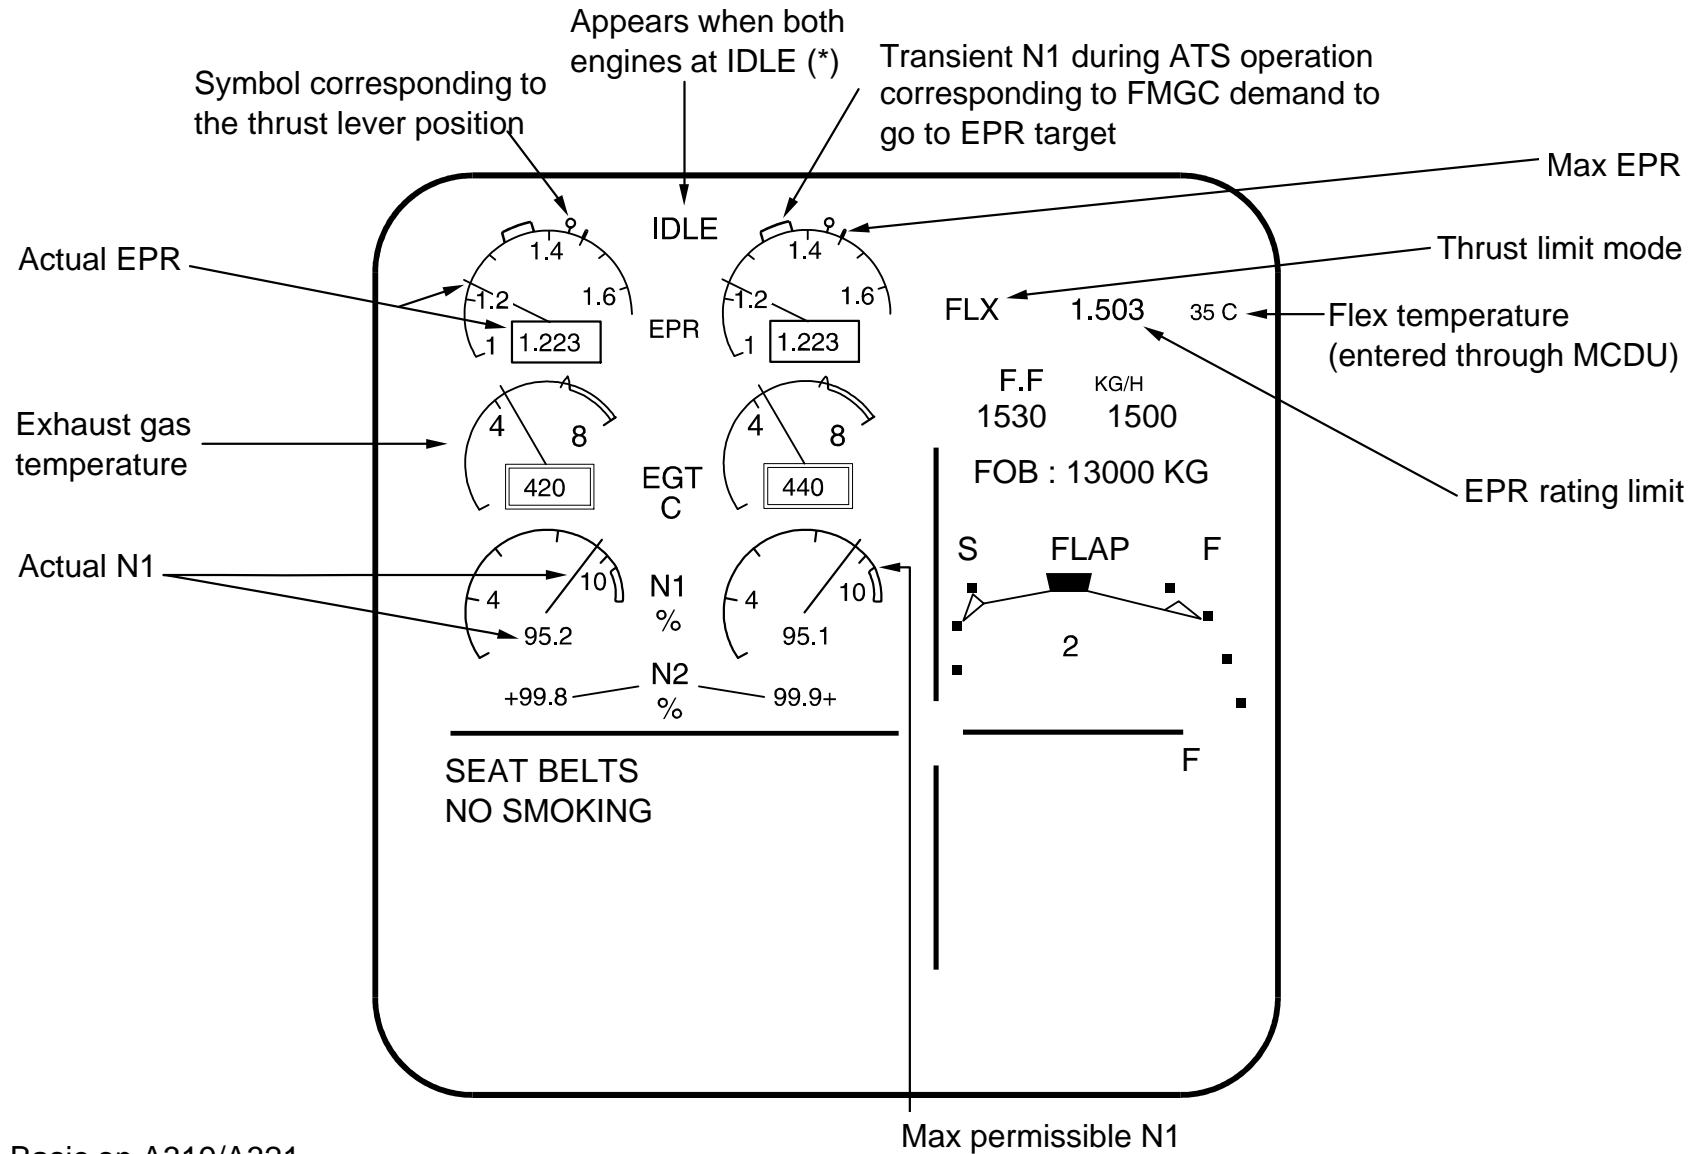 Appears when both
engines at IDLE (*)
Transient N1 during ATS operation
corresponding to FMGC demand to
go to EPR target
Symbol corresponding to
the thrust lever position
Max EPR
Actual EPR
Thrust limit mode
Flex temperature
(entered through MCDU)
Exhaust gas
temperature
EPR rating limit
Actual N1
IDLE
1.4
1.2
1.6
1
1.223
EPR
1.4
1.2
1.6
1
1.223
FLX 1.503 35 C
F.F KG/H
1530 1500
4
8
420
EGT
C
4
8
440
FOB : 13000 KG
S FLAP F
2
4
10
95.2
N1
%
4
10
95.1
+99.8
N2
%
99.9+
F
SEAT BELTS
NO SMOKING
Max permissible N1